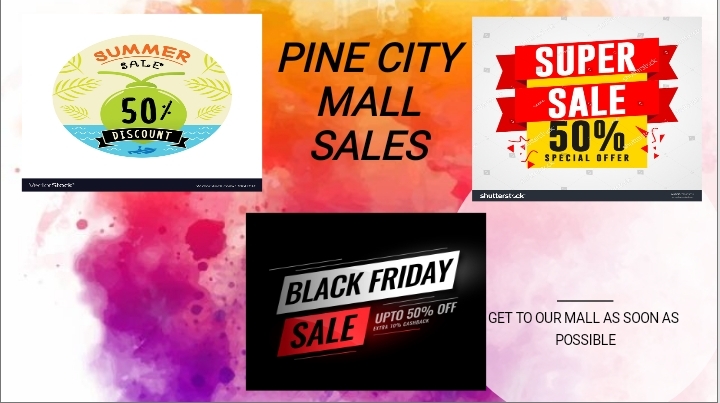 SUMMER
SALE
50%
DISCOUNT
VectorStock
PINE CITY
MALL
SALES
SUPER
SALE
50%
SPECIAL OFFER
shutterstock
BLACK FRIDAY
SALE
UPTO 50% OFF
EXTRA 10% CASHBACK
GET TO OUR MALL AS SOON AS
POSSIBLE